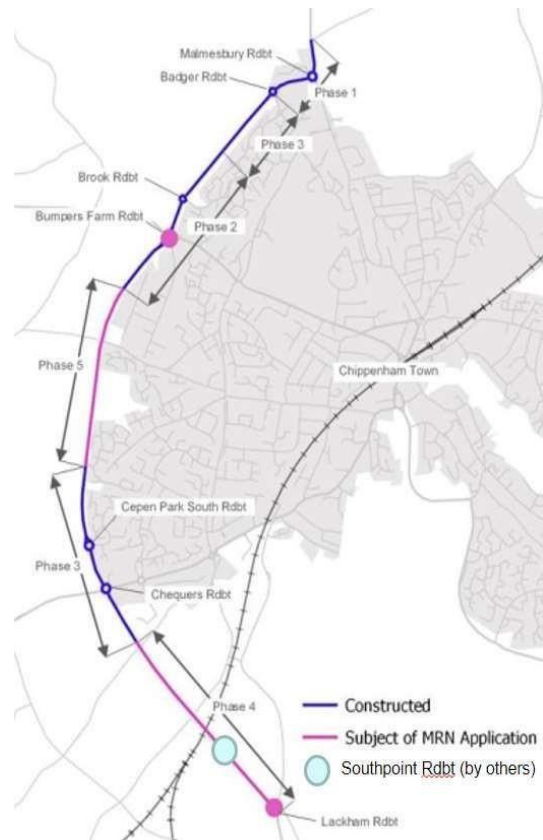 Malmesbury Rdbt
Badger Rdbt
Phase 1
Phase 3
Brook Rdbt
Phase 2
Bumpers Farm Rdbt
Phase 5
Chippenham Town
Cepen Park South Rdbt
Phase 3
Chequers Rdbt
Phase 4
Constructed
Subject of MRN Application
Southpoint Rdbt (by others)
Lackham Rdbt